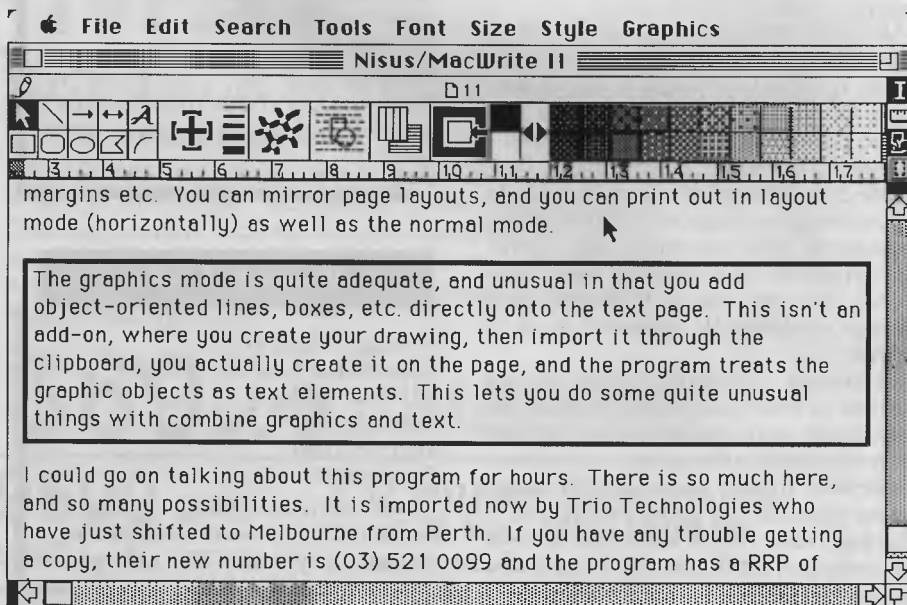 File Edit Search Tools Font Size Style Graphics
Nisus/MacWrite II
11
A
3 4 5 6 7 8 9 10 11 12 13 14 15 16 17
margins etc. You can mirror page layouts, and you can print out in layout
mode (horizontally) as well as the normal mode.
The graphics mode is quite adequate, and unusual in that you add
object-oriented lines, boxes, etc. directly onto the text page. This isn't an
add-on, where you create your drawing, then import it through the
clipboard, you actually create it on the page, and the program treats the
graphic objects as text elements. This lets you do some quite unusual
things with combine graphics and text.
I could go on talking about this program for hours. There is so much here,
and so many possibilities. It is imported now by Trio Technologies who
have just shifted to Melbourne from Perth. If you have any trouble getting
a copy, their new number is (03) 521 0099 and the program has a RRP of